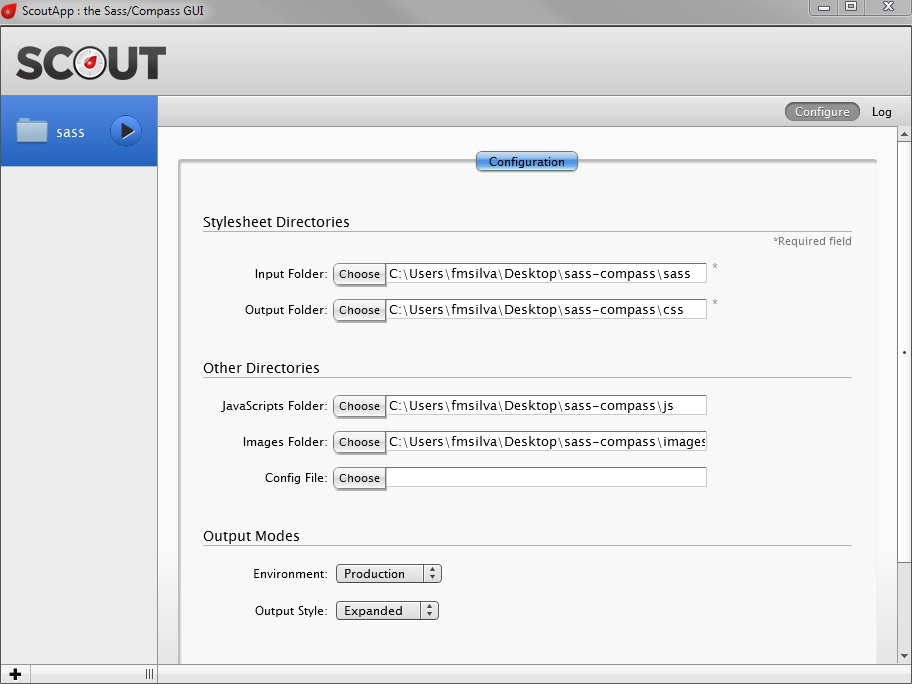 ScoutApp : the Sass/Compass GUI
SCOUT
sass
Configure Log
Configuration
Stylesheet Directories
*Required field
Input Folder: Choose C:\Users\fmsilva\Desktop\sass-compass\sass *
Output Folder: Choose C:\Users\fmsilva\Desktop\sass-compass\css *
Other Directories
JavaScripts Folder: Choose C:\Users\fmsilva\Desktop\sass-compass\js
Images Folder: Choose C:\Users\fmsilva\Desktop\sass-compass\images
Config File: Choose
Output Modes
Environment: Production
Output Style: Expanded